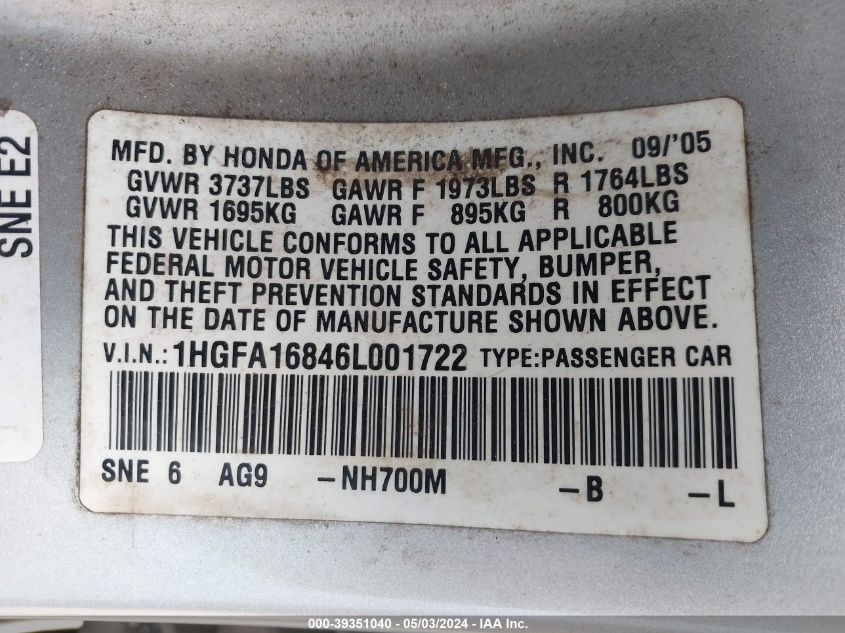 SNE E2
MFD. BY HONDA OF AMERICA MFG., INC. 09/'05
GVWR 3737LBS GAWR F 1973LBS R 1764LBS
GVWR 1695KG GAWR F 895KG R 800KG
THIS VEHICLE CONFORMS TO ALL APPLICABLE
FEDERAL MOTOR VEHICLE SAFETY, BUMPER,
AND THEFT PREVENTION STANDARDS IN EFFECT
ON THE DATE OF MANUFACTURE SHOWN ABOVE.
V.I.N.: 1HGFA16846L001722 TYPE:PASSENGER CAR
SNE 6 AG9 -NH700M -B -L
000-39351040 - 05/03/2024 - IAA Inc.